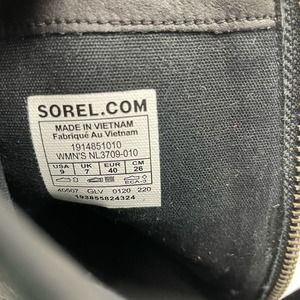 SOREL.COM
MADE IN VIETNAM
Fabriqué Au Vietnam
1914851010
WMN'S NL3709-010
USA UK EUR CM
9 7 40 26
40507 GLV 0120 220
193855824324